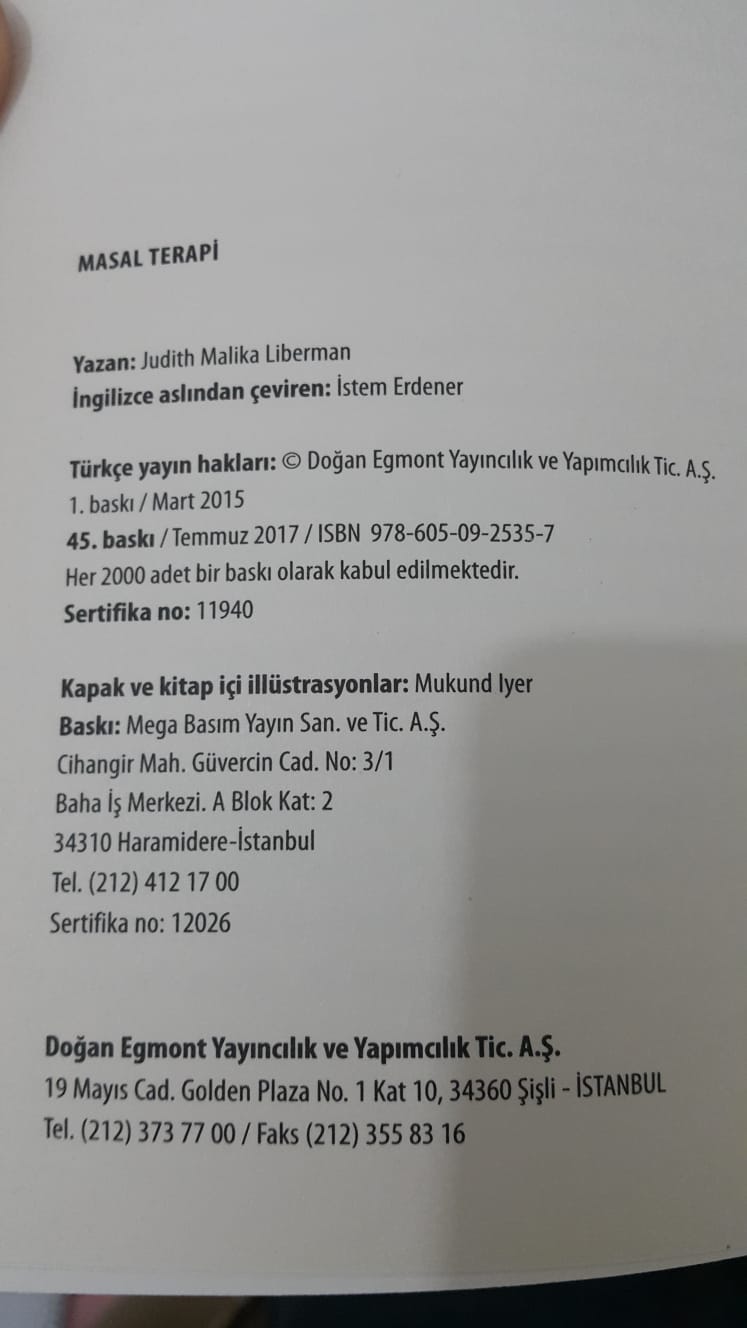 MASAL TERAPİ
Yazan: Judith Malika Liberman
İngilizce aslından çeviren: İstem Erdener
Türkçe yayın hakları: © Doğan Egmont Yayıncılık ve Yapımcılık Tic. A.Ş.
1. baskı / Mart 2015
45. baskı / Temmuz 2017 / ISBN 978-605-09-2535-7
Her 2000 adet bir baskı olarak kabul edilmektedir.
Sertifika no: 11940
Kapak ve kitap içi illüstrasyonlar: Mukund Iyer
Baskı: Mega Basım Yayın San. ve Tic. A.Ş.
Cihangir Mah. Güvercin Cad. No: 3/1
Baha İş Merkezi. A Blok Kat: 2
34310 Haramidere-İstanbul
Tel. (212) 412 17 00
Sertifika no: 12026
Doğan Egmont Yayıncılık ve Yapımcılık Tic. A.Ş.
19 Mayıs Cad. Golden Plaza No. 1 Kat 10, 34360 Şişli - İSTANBUL
Tel. (212) 373 77 00 / Faks (212) 355 83 16